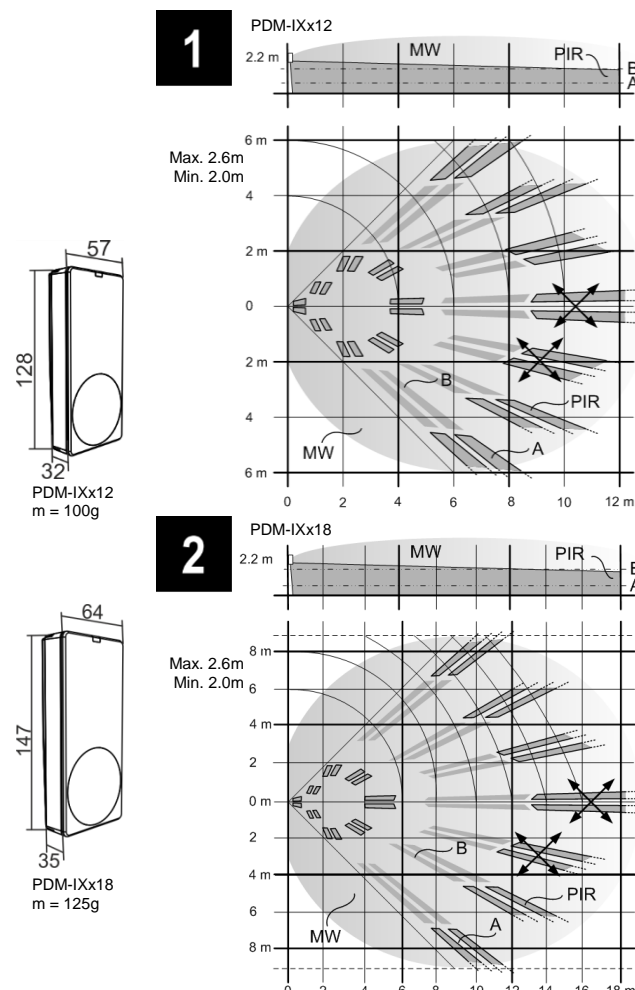 1
PDM-IXx12
2.2 m
MW
PIR
B
A
Max. 2.6m
Min. 2.0m
6 m
4
2 m
0
2 m
4
6 m
B
PIR
MW
A
0 2 4 6 8 10 12 m
57
128
32
PDM-IXx12
m = 100g
2
PDM-IXx18
2.2 m
MW
PIR
B
A
Max. 2.6m
Min. 2.0m
8 m
6
4 m
2
0 m
2
4 m
6
8 m
B
PIR
MW
A
0 2 4 6 8 10 12 14 16 18 m
64
147
35
PDM-IXx18
m = 125g